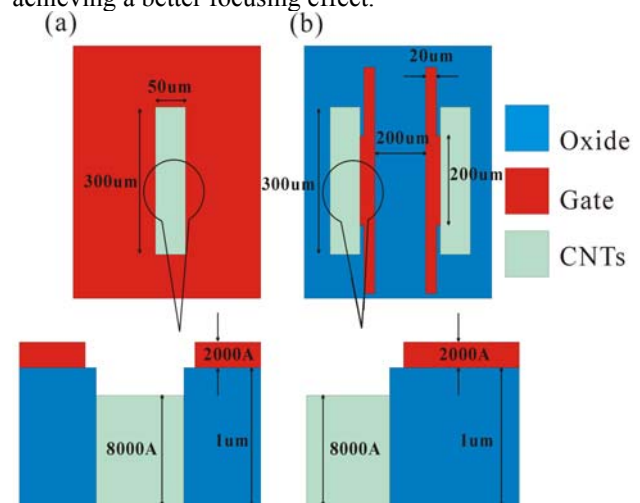 achieving a better focusing effect.
(a)
(b)
50um
20um
300um
300um
200um
200um
Oxide
Gate
CNTs
2000A
8000A
1um
2000A
8000A
1um